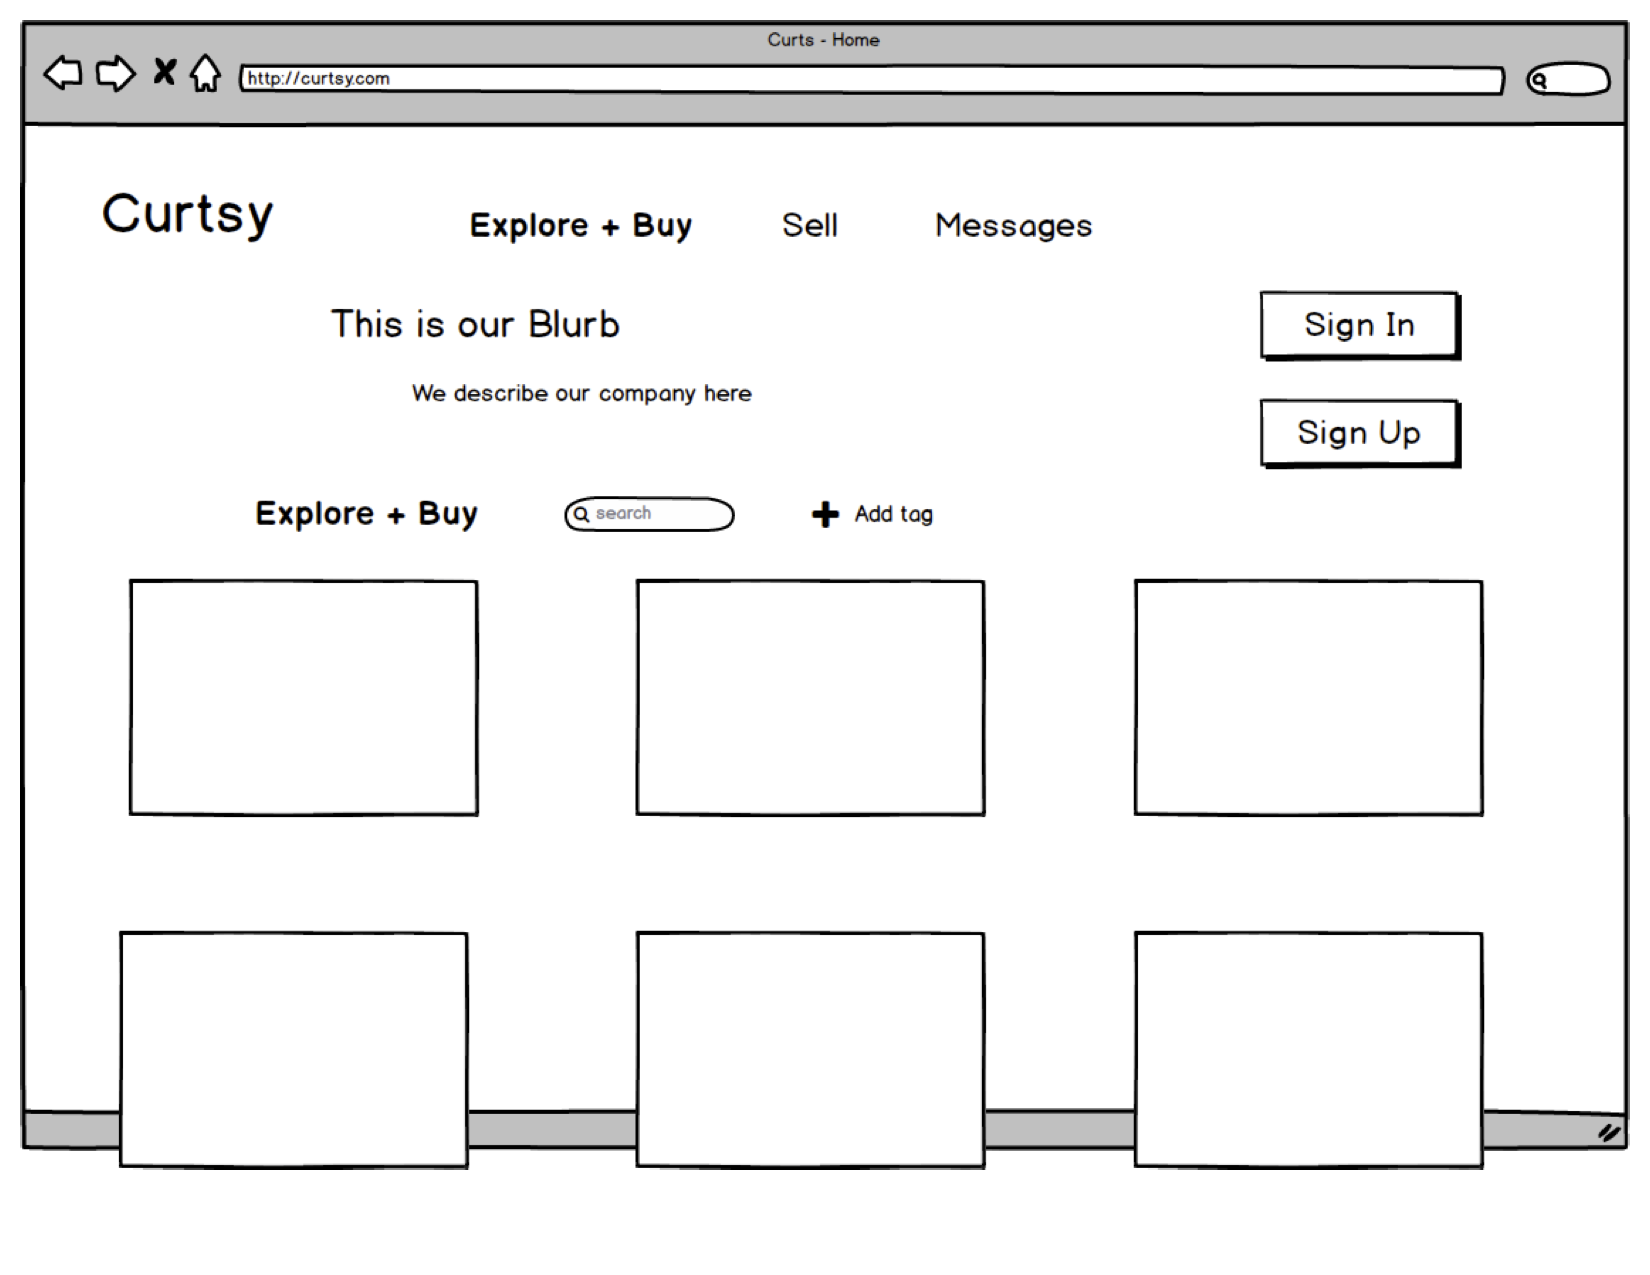 Curts - Home
http://curtsy.com
Curtsy
Explore + Buy
Sell
Messages
This is our Blurb
Sign In
We describe our company here
Sign Up
Explore + Buy
search
Add tag